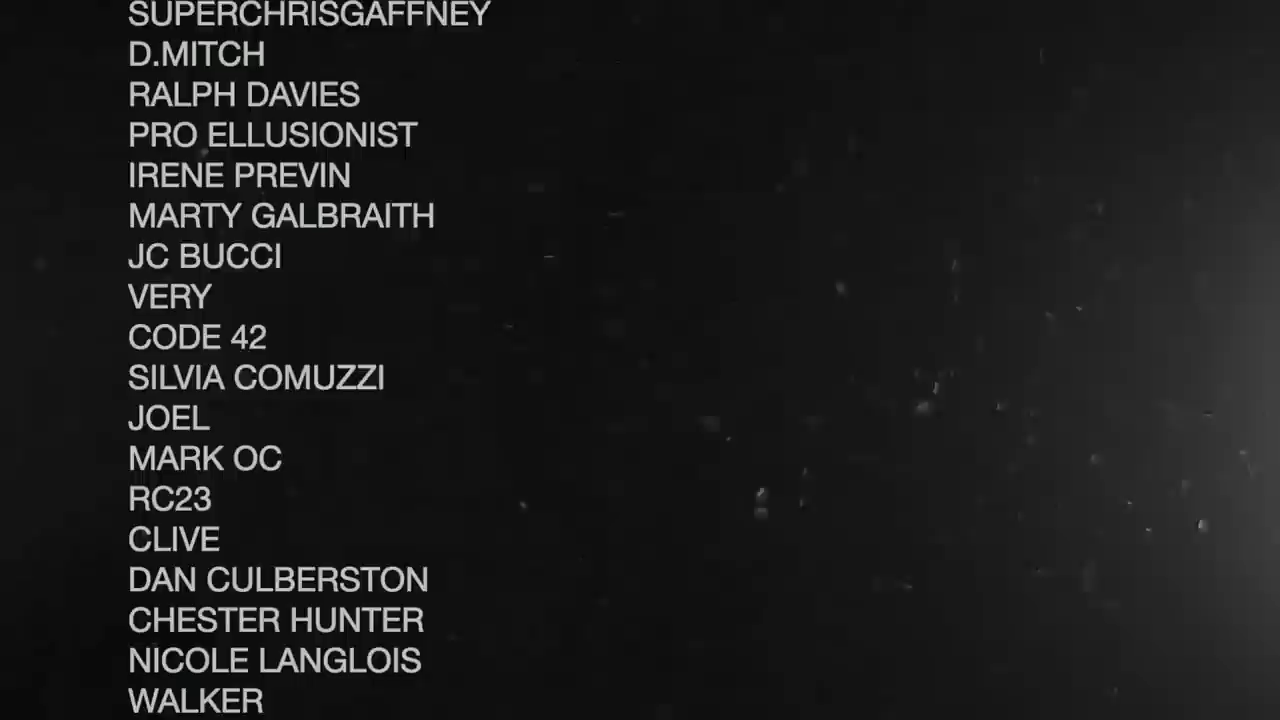 SUPERCHRISGAFFNEY
D.MITCH
RALPH DAVIES
PRO ELLUSIONIST
IRENE PREVIN
MARTY GALBRAITH
JC BUCCI
VERY
CODE 42
SILVIA COMUZZI
JOEL
MARK OC
RC23
CLIVE
DAN CULBERSTON
CHESTER HUNTER
NICOLE LANGLOIS
WALKER